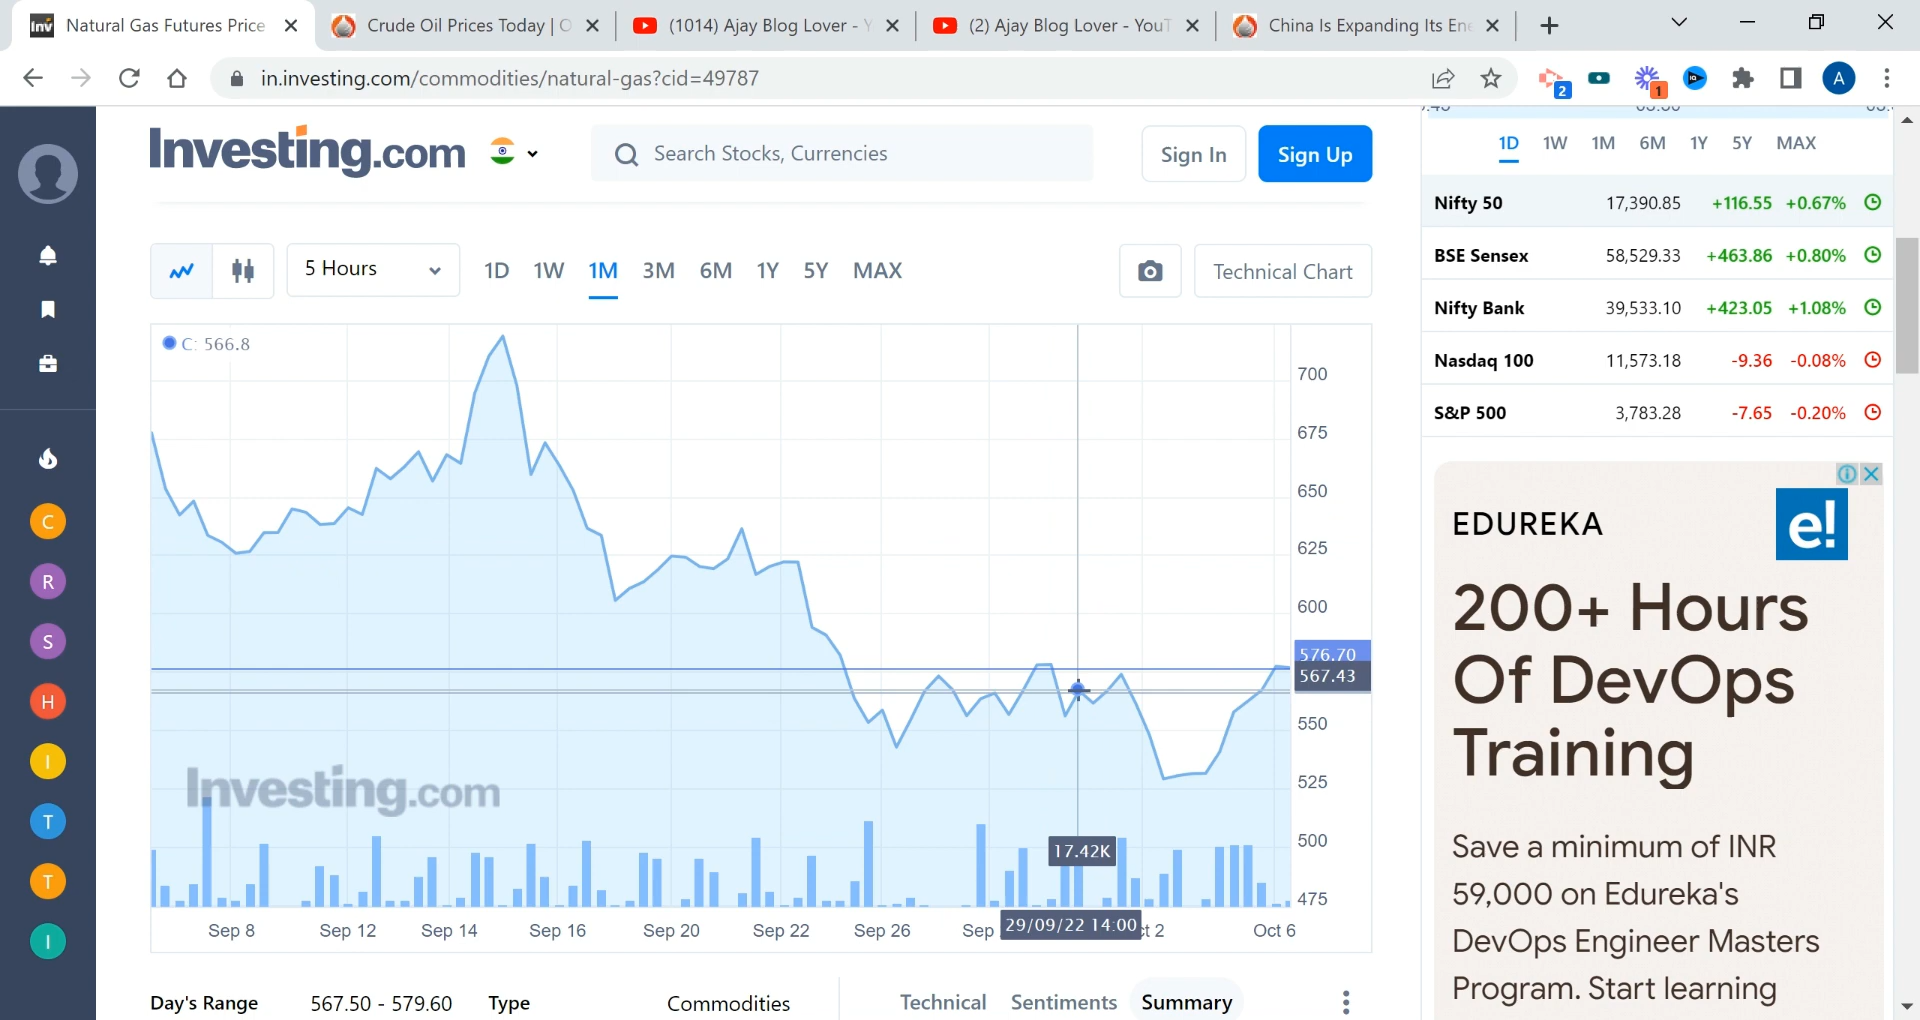 Natural Gas Futures Price
Crude Oil Prices Today | O
(1014) Ajay Blog Lover - Y
(2) Ajay Blog Lover - YouT
China Is Expanding Its Ene
in.investing.com/commodities/natural-gas?cid=49787
2
1
A
Investing.com
Search Stocks, Currencies
Sign In
Sign Up
1D 1W 1M 6M 1Y 5Y MAX
Nifty 50 17,390.85 +116.55 +0.67%
BSE Sensex 58,529.33 +463.86 +0.80%
Nifty Bank 39,533.10 +423.05 +1.08%
Nasdaq 100 11,573.18 -9.36 -0.08%
S&P 500 3,783.28 -7.65 -0.20%
5 Hours
1D 1W 1M 3M 6M 1Y 5Y MAX
Technical Chart
C: 566.8
700
675
650
625
600
576.70
567.43
550
525
500
475
Investing.com
17.42K
Sep 8 Sep 12 Sep 14 Sep 16 Sep 20 Sep 22 Sep 26 Sep 29/09/22 14:00 t 2 Oct 6
Day's Range 567.50 - 579.60 Type Commodities
Technical Sentiments Summary
C
R
S
H
I
T
T
I
EDUREKA
e!
200+ Hours
Of DevOps
Training
Save a minimum of INR
59,000 on Edureka's
DevOps Engineer Masters
Program. Start learning